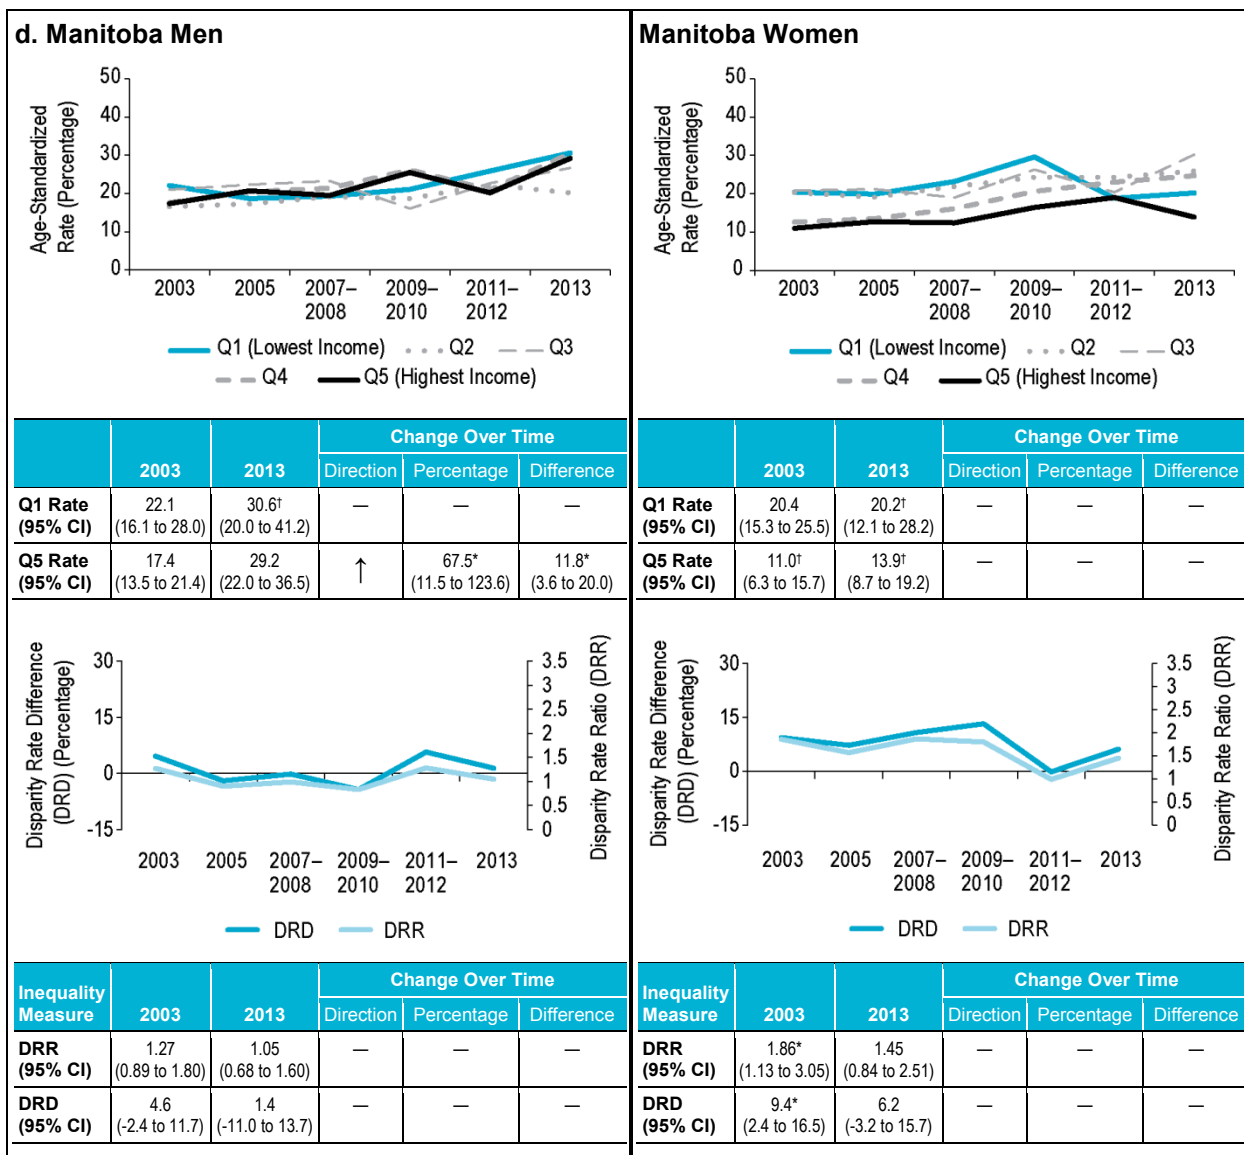 d. Manitoba Men
Age-Standardized
Rate (Percentage)
50
40
30
20
10
0
2003 2005 2007– 2009– 2011– 2013
2008 2010 2012
Q1 (Lowest Income) Q2 Q3
Q4 Q5 (Highest Income)
Change Over Time
2003 2013 Direction Percentage Difference
Q1 Rate 22.1 30.6† — — —
(95% CI) (16.1 to 28.0) (20.0 to 41.2)
Q5 Rate 17.4 29.2 ↑ 67.5* 11.8*
(95% CI) (13.5 to 21.4) (22.0 to 36.5) (11.5 to 123.6) (3.6 to 20.0)
Disparity Rate Difference
(DRD) (Percentage)
30
15
0
-15
3.5
3
2.5
2
1.5
1
0.5
0
Disparity Rate Ratio (DRR)
2003 2005 2007– 2009– 2011– 2013
2008 2010 2012
DRD DRR
Change Over Time
Inequality
Measure 2003 2013 Direction Percentage Difference
DRR 1.27 1.05 — — —
(95% CI) (0.89 to 1.80) (0.68 to 1.60)
DRD 4.6 1.4 — — —
(95% CI) (-2.4 to 11.7) (-11.0 to 13.7)
Manitoba Women
Age-Standardized
Rate (Percentage)
50
40
30
20
10
0
2003 2005 2007– 2009– 2011– 2013
2008 2010 2012
Q1 (Lowest Income) Q2 Q3
Q4 Q5 (Highest Income)
Change Over Time
2003 2013 Direction Percentage Difference
Q1 Rate 20.4 20.2† — — —
(95% CI) (15.3 to 25.5) (12.1 to 28.2)
Q5 Rate 11.0† 13.9† — — —
(95% CI) (6.3 to 15.7) (8.7 to 19.2)
Disparity Rate Difference
(DRD) (Percentage)
30
15
0
-15
3.5
3
2.5
2
1.5
1
0.5
0
Disparity Rate Ratio (DRR)
2003 2005 2007– 2009– 2011– 2013
2008 2010 2012
DRD DRR
Change Over Time
Inequality
Measure 2003 2013 Direction Percentage Difference
DRR 1.86* 1.45 — — —
(95% CI) (1.13 to 3.05) (0.84 to 2.51)
DRD 9.4* 6.2 — — —
(95% CI) (2.4 to 16.5) (-3.2 to 15.7)